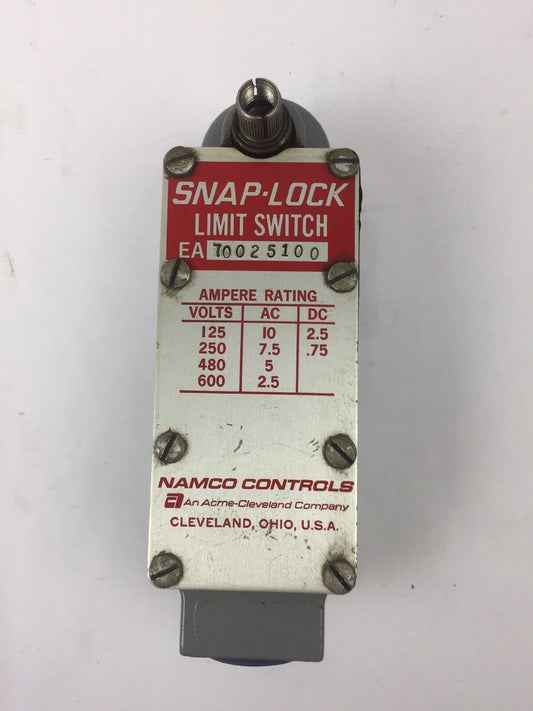 SNAP-LOCK
LIMIT SWITCH
EA 70025100
AMPERE RATING
VOLTS AC DC
125 10 2.5
250 7.5 .75
480 5
600 2.5
NAMCO CONTROLS
a An Acme-Cleveland Company
CLEVELAND, OHIO, U.S.A.